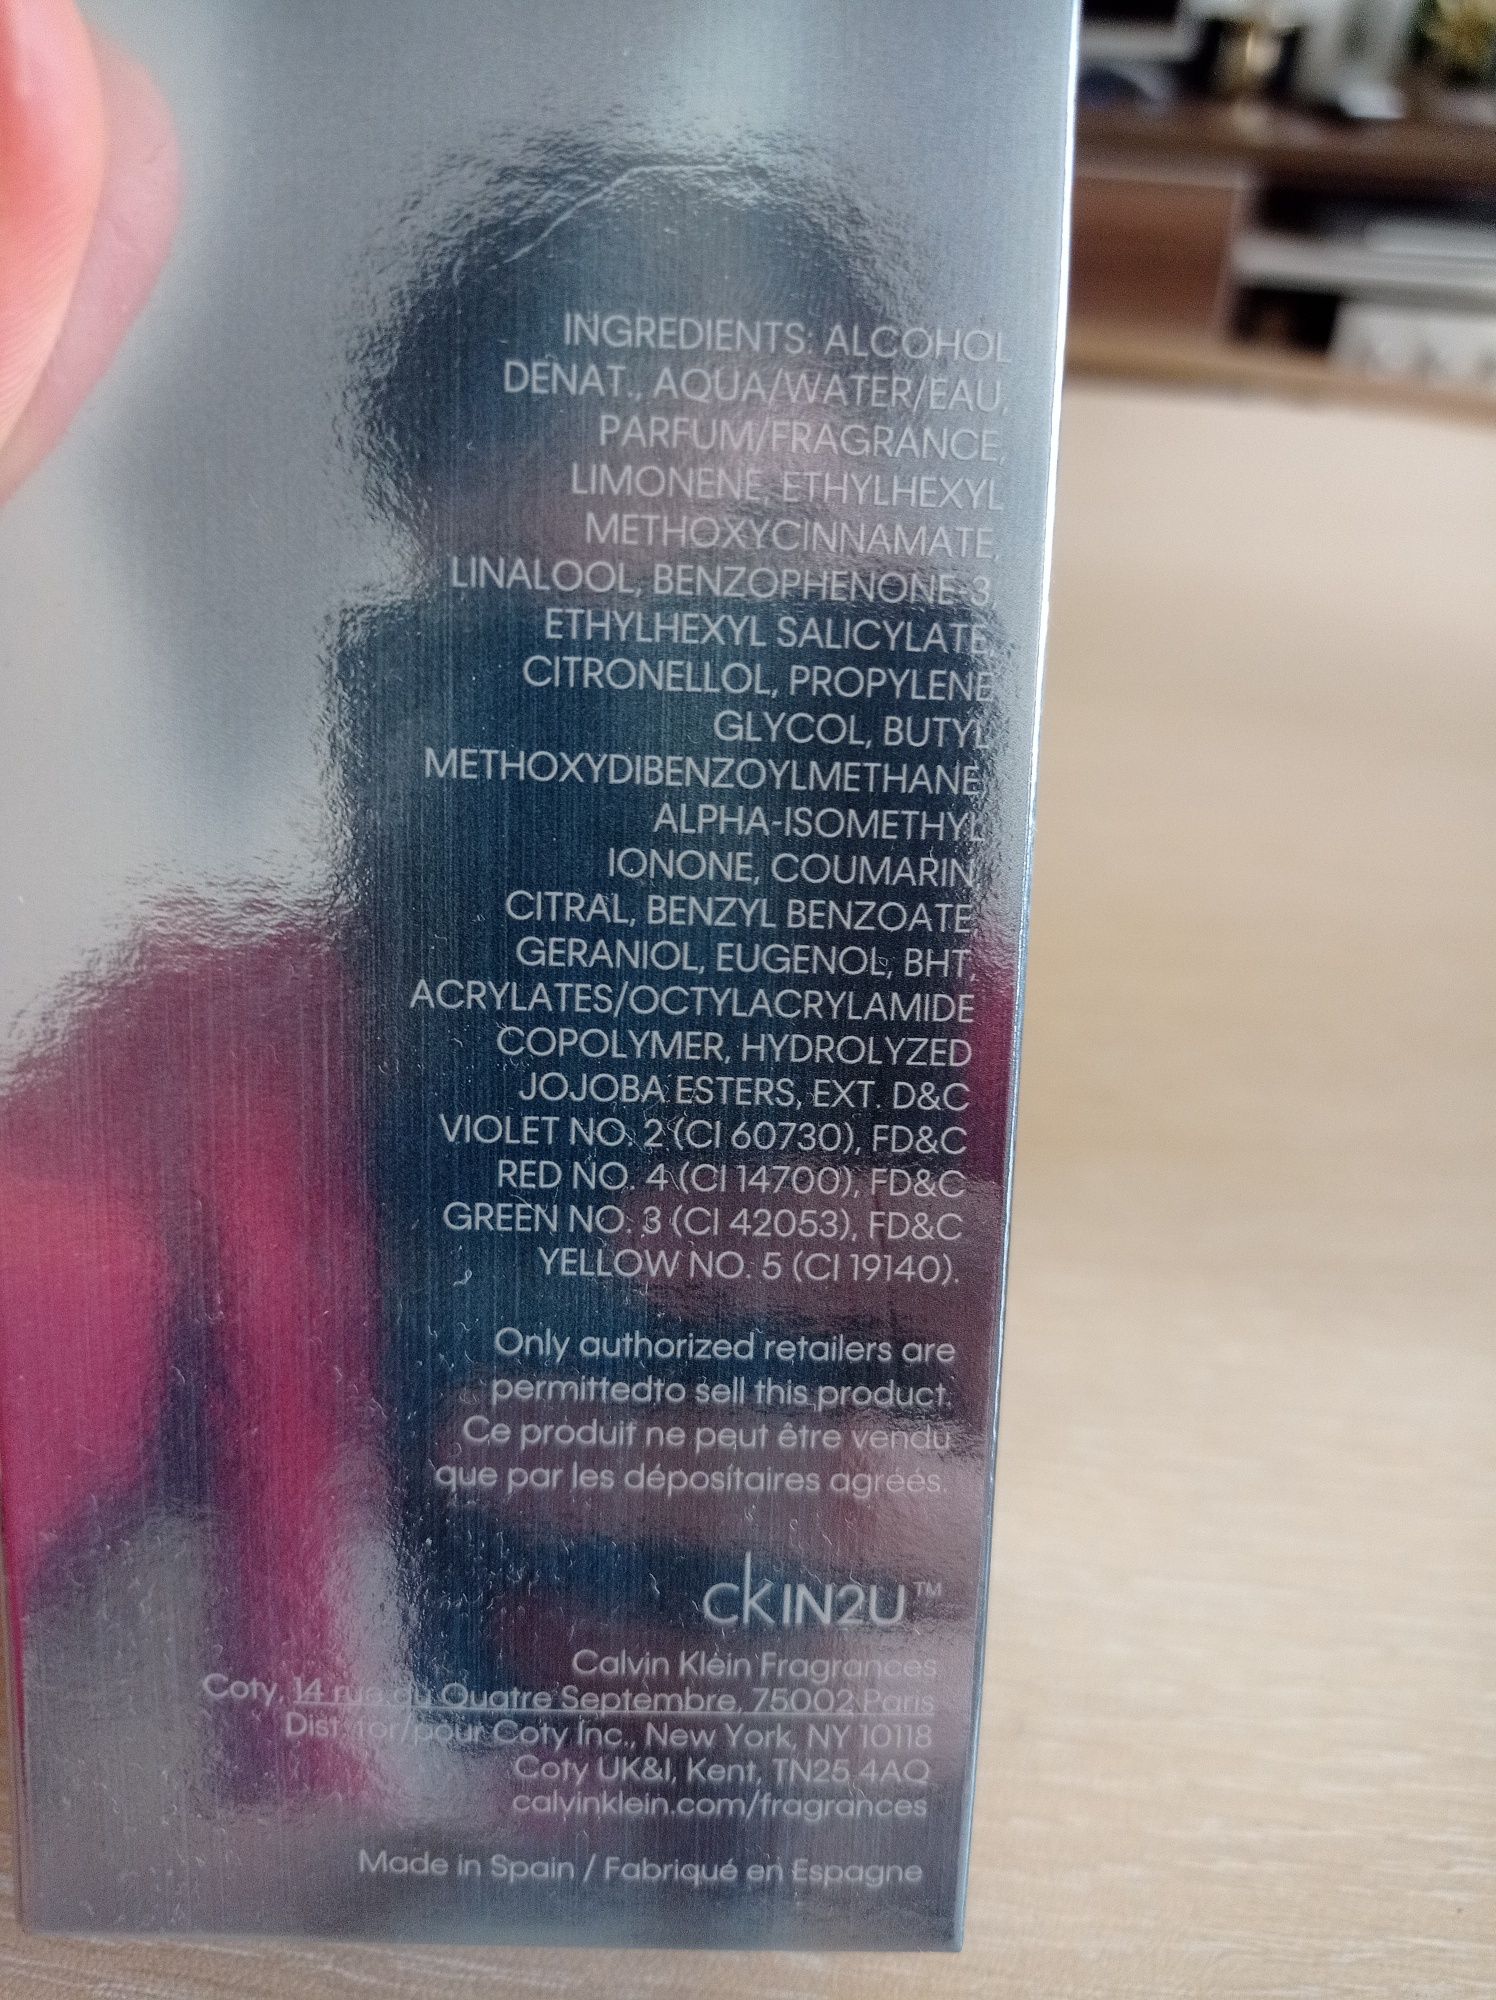 INGREDIENTS: ALCOHOL
DENAT., AQUA/WATER/EAU,
PARFUM/FRAGRANCE,
LIMONENE, ETHYLHEXYL
METHOXYCINNAMATE,
LINALOOL, BENZOPHENONE-3
ETHYLHEXYL SALICYLATE,
CITRONELLOL, PROPYLENE
GLYCOL, BUTYL
METHOXYDIBENZOYLMETHANE,
ALPHA-ISOMETHYL
IONONE, COUMARIN,
CITRAL, BENZYL BENZOATE,
GERANIOL, EUGENOL, BHT,
ACRYLATES/OCTYLACRYLAMIDE
COPOLYMER, HYDROLYZED
JOJOBA ESTERS, EXT. D&C
VIOLET NO. 2 (CI 60730), FD&C
RED NO. 4 (CI 14700), FD&C
GREEN NO. 3 (CI 42053), FD&C
YELLOW NO. 5 (CI 19140).
Only authorized retailers are
permittedto sell this product.
Ce produit ne peut être vendu
que par les dépositaires agréés.
ckIN2U™
Calvin Klein Fragrances
Coty, 14 rue du Quatre Septembre, 75002 Paris
Dist. for/pour Coty Inc., New York, NY 10118
Coty UK&I, Kent, TN25 4AQ
calvinklein.com/fragrances
Made in Spain / Fabriqué en Espagne